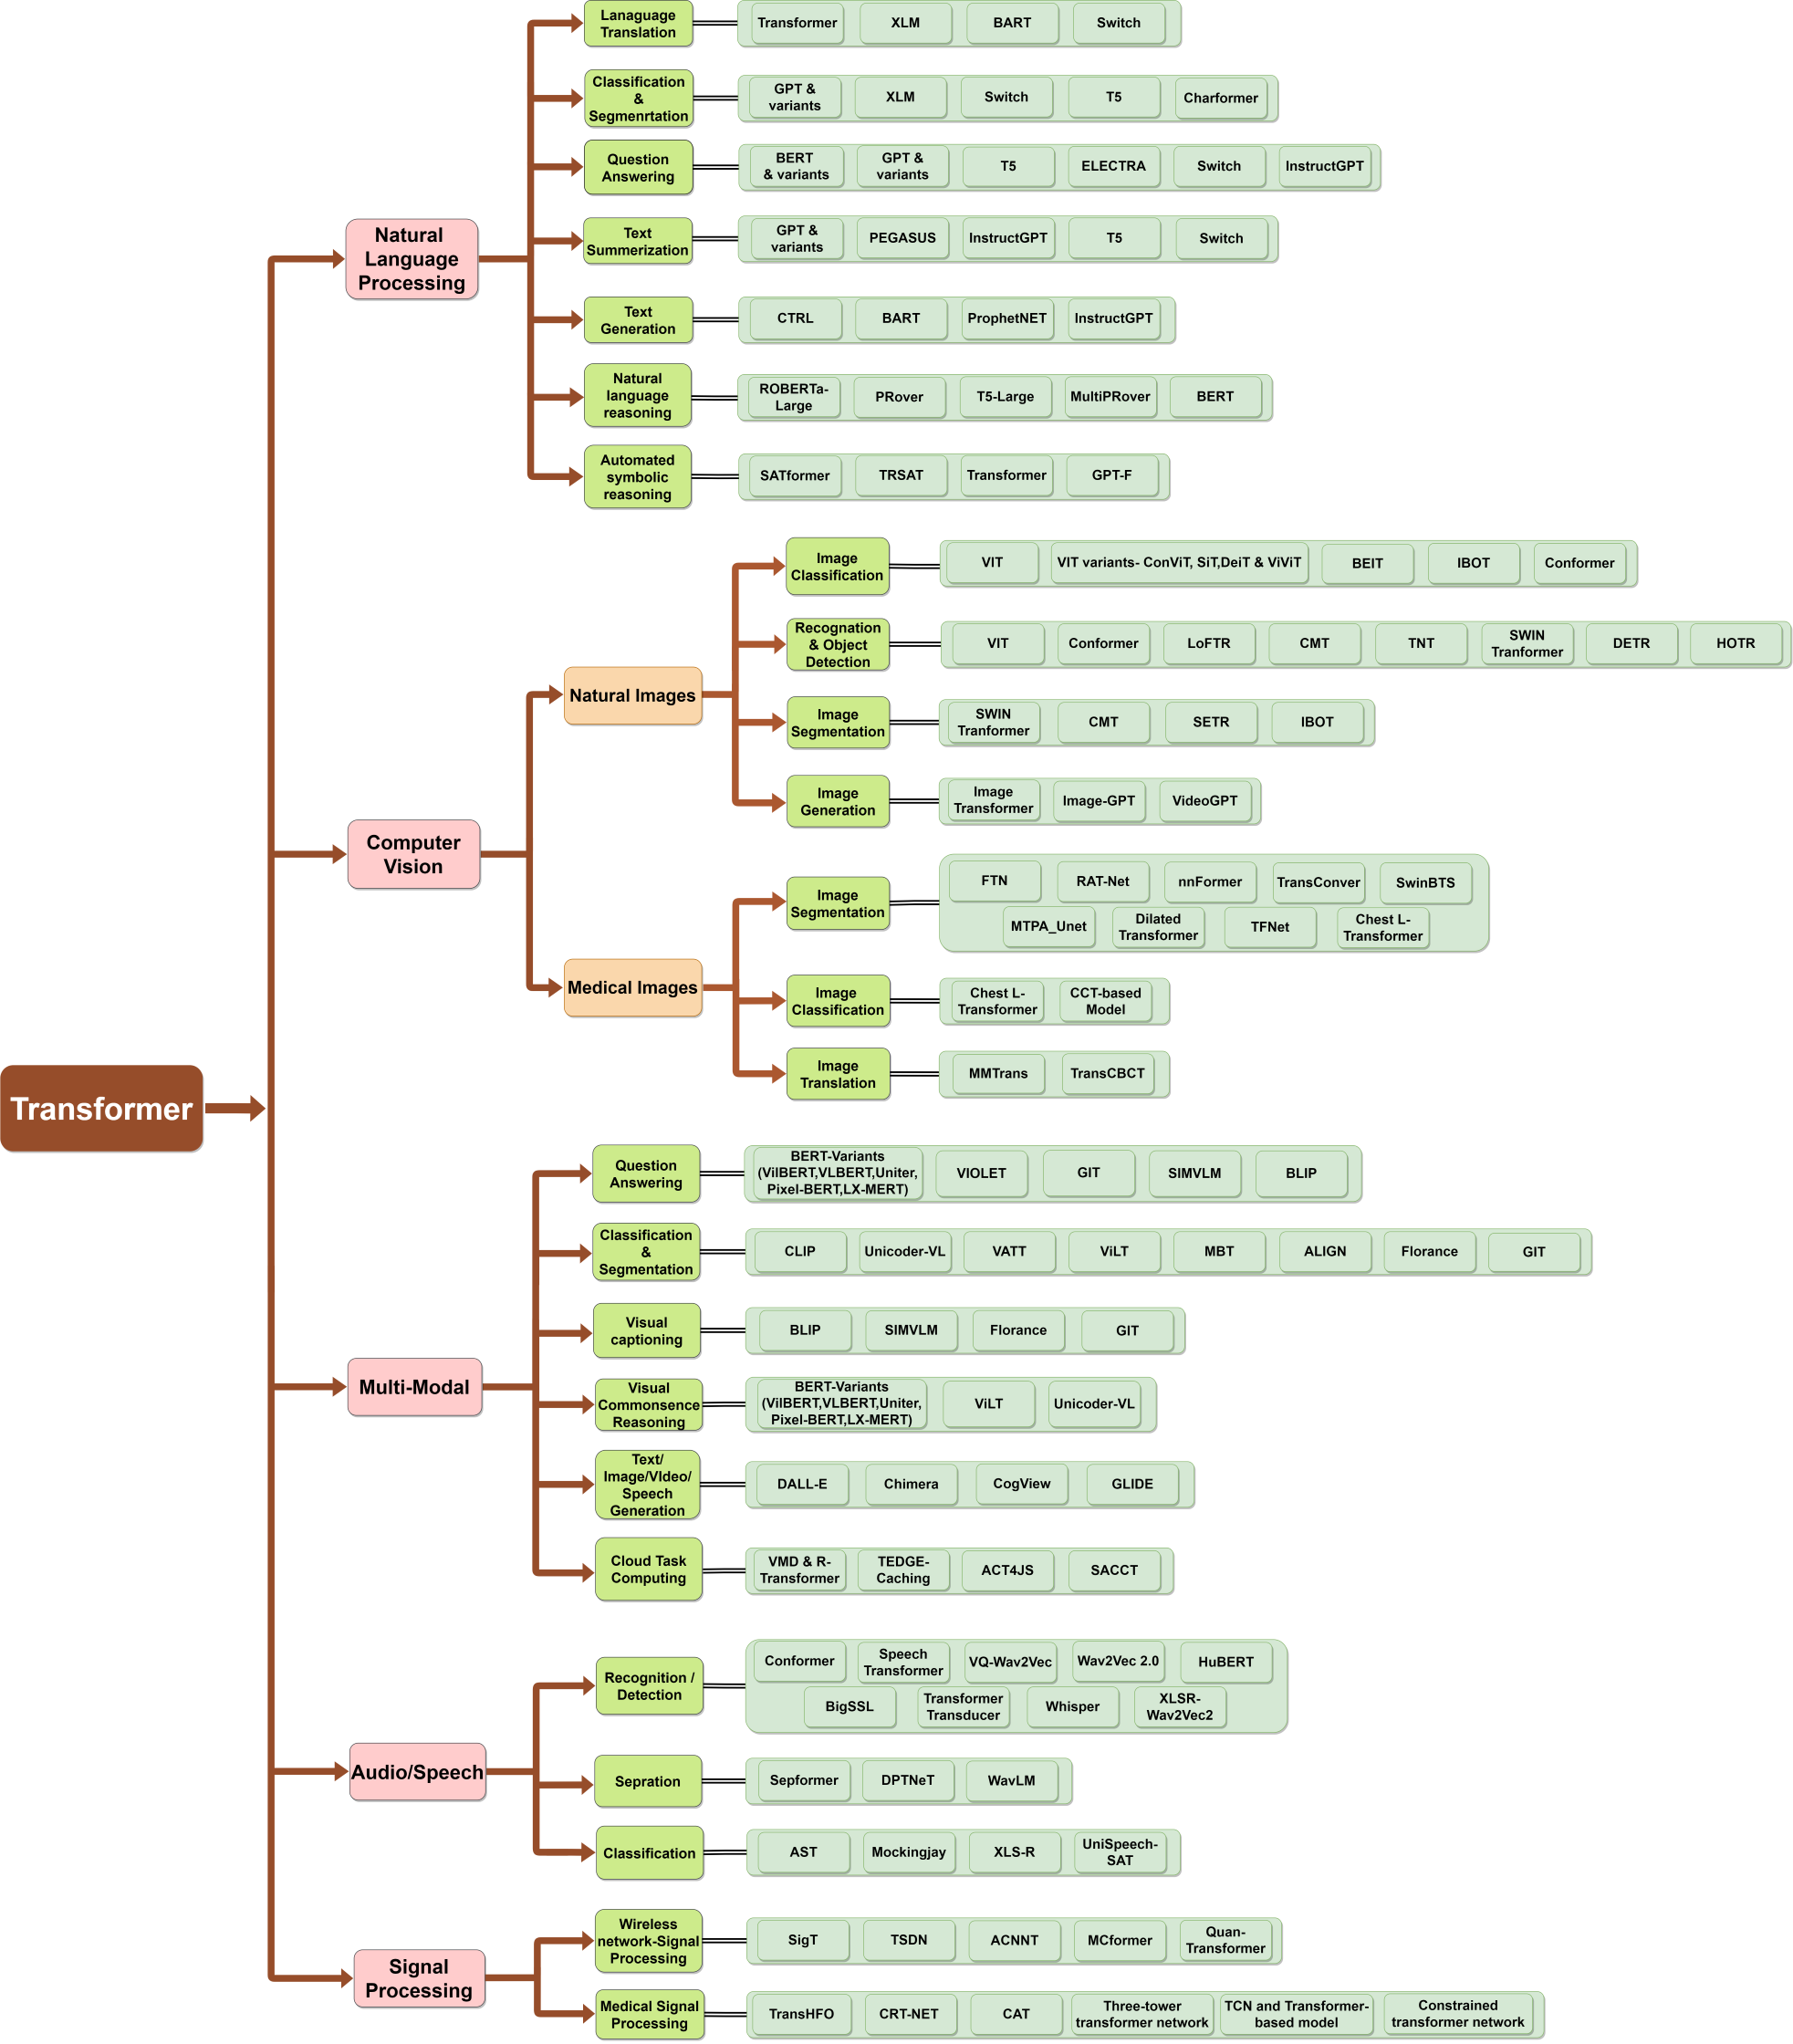 Transformer
Natural
Language
Processing
Lanaguage
Translation
Transformer
XLM
BART
Switch
Classification
&
Segmenrtation
GPT &
variants
XLM
Switch
T5
Charformer
Question
Answering
BERT
& variants
GPT &
variants
T5
ELECTRA
Switch
InstructGPT
Text
Summerization
GPT &
variants
PEGASUS
InstructGPT
T5
Switch
Text
Generation
CTRL
BART
ProphetNET
InstructGPT
Natural
language
reasoning
ROBERTa-
Large
PRover
T5-Large
MultiPRover
BERT
Automated
symbolic
reasoning
SATformer
TRSAT
Transformer
GPT-F
Computer
Vision
Natural Images
Image
Classification
VIT
VIT variants- ConViT, SiT,DeiT & ViViT
BEIT
IBOT
Conformer
Recognation
& Object
Detection
VIT
Conformer
LoFTR
CMT
TNT
SWIN
Tranformer
DETR
HOTR
Image
Segmentation
SWIN
Tranformer
CMT
SETR
IBOT
Image
Generation
Image
Transformer
Image-GPT
VideoGPT
Medical Images
Image
Segmentation
FTN
RAT-Net
nnFormer
TransConver
SwinBTS
MTPA_Unet
Dilated
Transformer
TFNet
Chest L-
Transformer
Image
Classification
Chest L-
Transformer
CCT-based
Model
Image
Translation
MMTrans
TransCBCT
Multi-Modal
Question
Answering
BERT-Variants
(VilBERT,VLBERT,Uniter,
Pixel-BERT,LX-MERT)
VIOLET
GIT
SIMVLM
BLIP
Classification
&
Segmentation
CLIP
Unicoder-VL
VATT
ViLT
MBT
ALIGN
Florance
GIT
Visual
captioning
BLIP
SIMVLM
Florance
GIT
Visual
Commonsence
Reasoning
BERT-Variants
(VilBERT,VLBERT,Uniter,
Pixel-BERT,LX-MERT)
ViLT
Unicoder-VL
Text/
Image/VIdeo/
Speech
Generation
DALL-E
Chimera
CogView
GLIDE
Cloud Task
Computing
VMD & R-
Transformer
TEDGE-
Caching
ACT4JS
SACCT
Audio/Speech
Recognition /
Detection
Conformer
Speech
Transformer
VQ-Wav2Vec
Wav2Vec 2.0
HuBERT
BigSSL
Transformer
Transducer
Whisper
XLSR-
Wav2Vec2
Sepration
Sepformer
DPTNeT
WavLM
Classification
AST
Mockingjay
XLS-R
UniSpeech-
SAT
Signal
Processing
Wireless
network-Signal
Processing
SigT
TSDN
ACNNT
MCformer
Quan-
Transformer
Medical Signal
Processing
TransHFO
CRT-NET
CAT
Three-tower
transformer network
TCN and Transformer-
based model
Constrained
transformer network